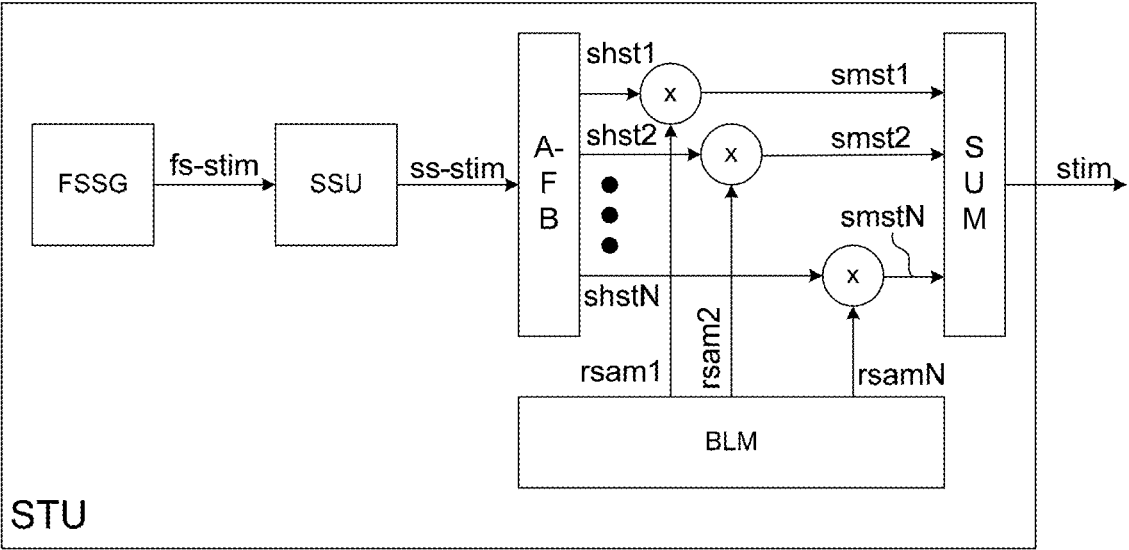 shst1
x
smst1
FSSG
fs-stim
SSU
ss-stim
A-
F
B
shst2
x
smst2
S
U
M
stim
smstN
x
shstN
rsam1
rsam2
rsamN
BLM
STU